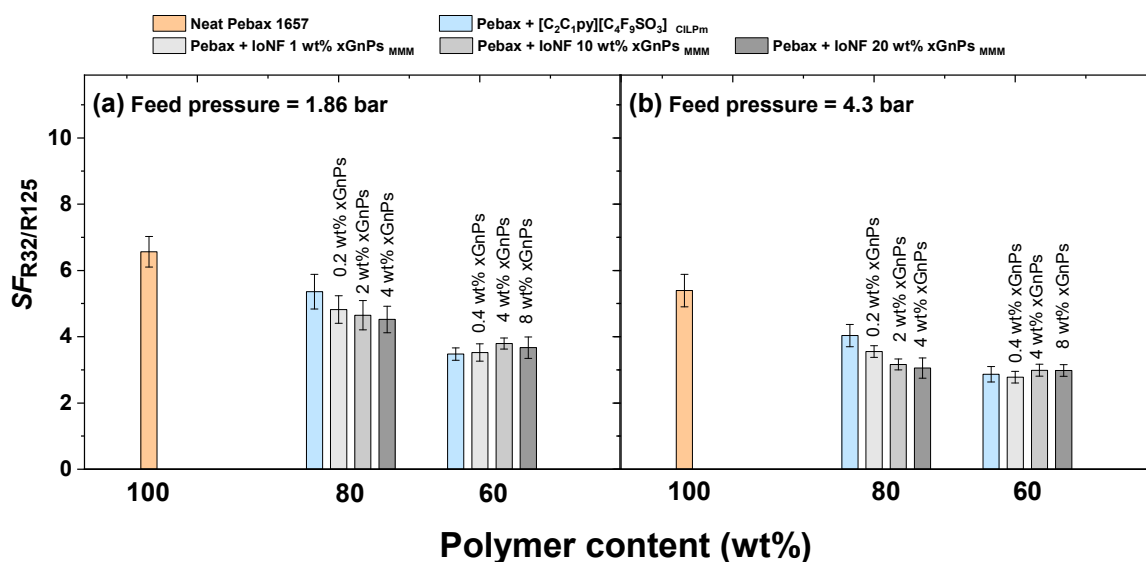 Neat Pebax 1657
Pebax + [C₂C₁py][C₄F₉SO₃] CILPm
Pebax + IoNF 1 wt% xGnPs MMM
Pebax + IoNF 10 wt% xGnPs MMM
Pebax + IoNF 20 wt% xGnPs MMM
(a) Feed pressure = 1.86 bar
(b) Feed pressure = 4.3 bar
SF R32/R125
10
8
6
4
2
0
0.2 wt% xGnPs
2 wt% xGnPs
4 wt% xGnPs
0.4 wt% xGnPs
4 wt% xGnPs
8 wt% xGnPs
0.2 wt% xGnPs
2 wt% xGnPs
4 wt% xGnPs
0.4 wt% xGnPs
4 wt% xGnPs
8 wt% xGnPs
100
80
60
100
80
60
Polymer content (wt%)